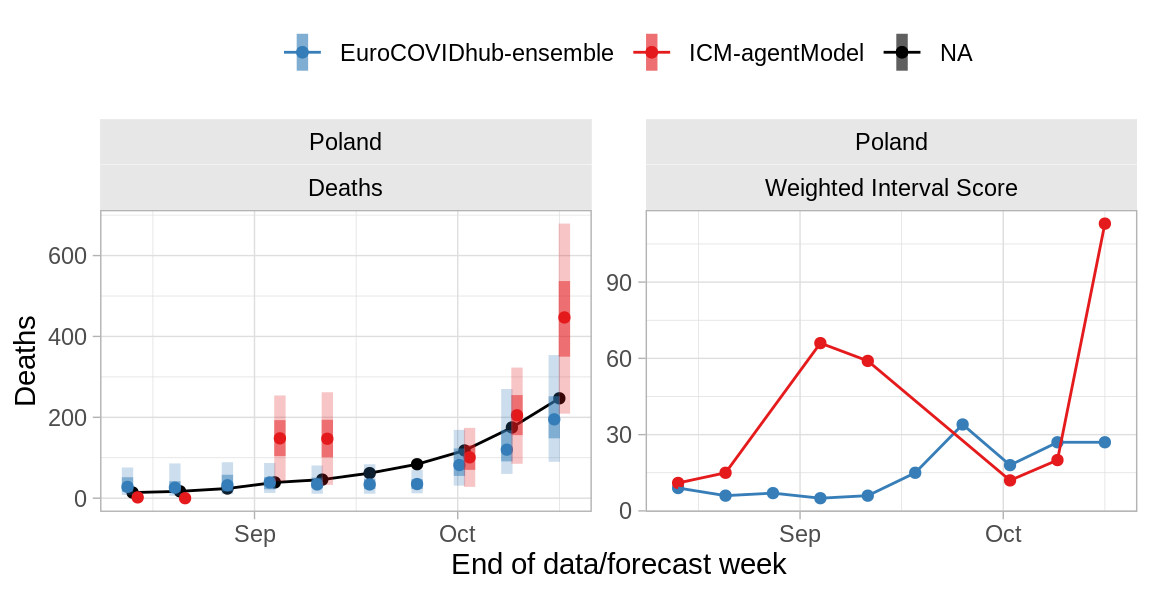 EuroCOVIDhub-ensemble ICM-agentModel NA
Poland Poland
Deaths Weighted Interval Score
Deaths
600
400
200
0
90
60
30
0
Sep Oct Sep Oct
End of data/forecast week